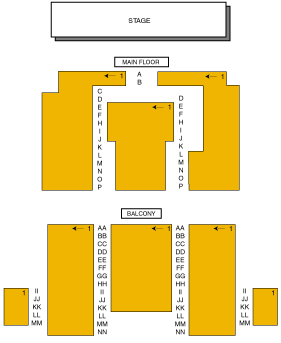 STAGE
MAIN FLOOR
1 A 1
B
C
D D
E 1 E
F F
G G
H H
I I
J J
K K
L L
M M
N N
O O
P P
BALCONY
1 AA 1 AA 1
BB BB
CC CC
DD DD
EE EE
FF FF
GG GG
HH HH
1 II II II II 1
JJ JJ JJ JJ
KK KK KK KK
LL LL LL LL
MM MM MM MM
NN NN